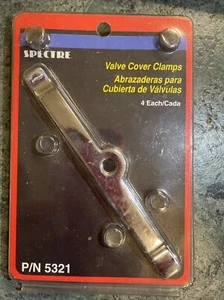 SPECTRE
Valve Cover Clamps
Abrazaderas para
Cubierta de Válvulas
4 Each/Cada
P/N 5321